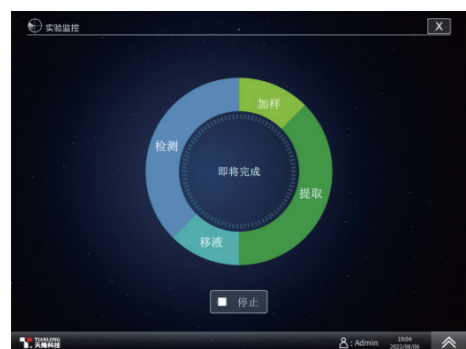 实验监控
X
加样
检测
即将完成
提取
移液
停止
TIANLONG
天隆科技
: Admin
19:04
2022/06/06